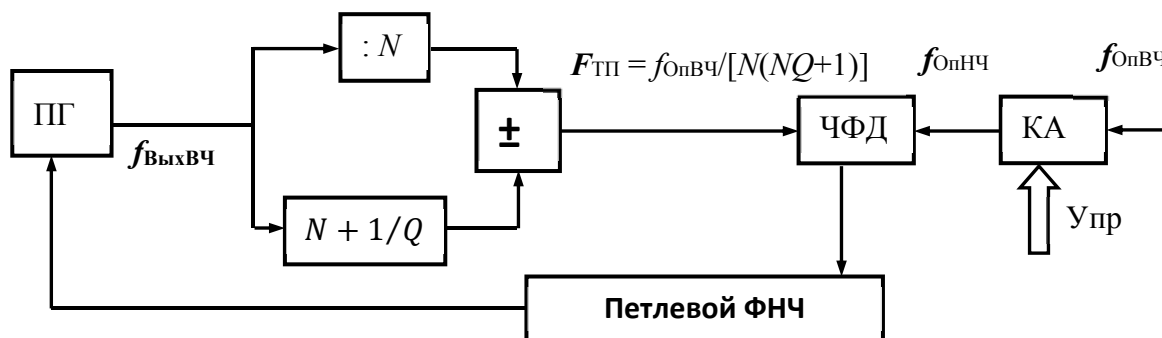 : N
F_ТП = f_ОпВЧ/[N(NQ+1)]
f_ОпНЧ
f_ОпВЧ
ПГ
f_ВыхВЧ
±
ЧФД
КА
N + 1/Q
Упр
Петлевой ФНЧ